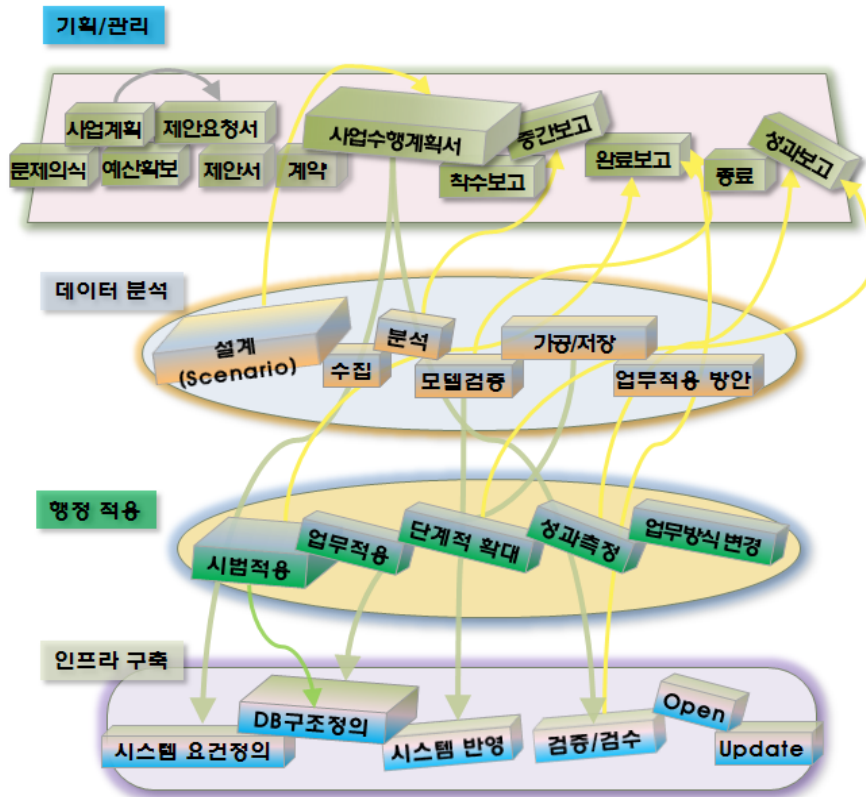 기획/관리
사업계획
제안요청서
사업수행계획서
중간보고
성과보고
문제의식
예산확보
제안서
계약
착수보고
완료보고
종료
데이터 분석
설계
(Scenario)
수집
분석
모델검증
가공/저장
업무적용 방안
행정 적용
시범적용
업무적용
단계적 확대
성과측정
업무방식변경
인프라 구축
시스템 요건정의
DB구조정의
시스템 반영
검증/검수
Open
Update